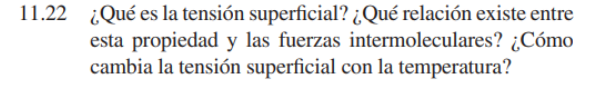 11.22 ¿Qué es la tensión superficial? ¿Qué relación existe entre
esta propiedad y las fuerzas intermoleculares? ¿Cómo
cambia la tensión superficial con la temperatura?